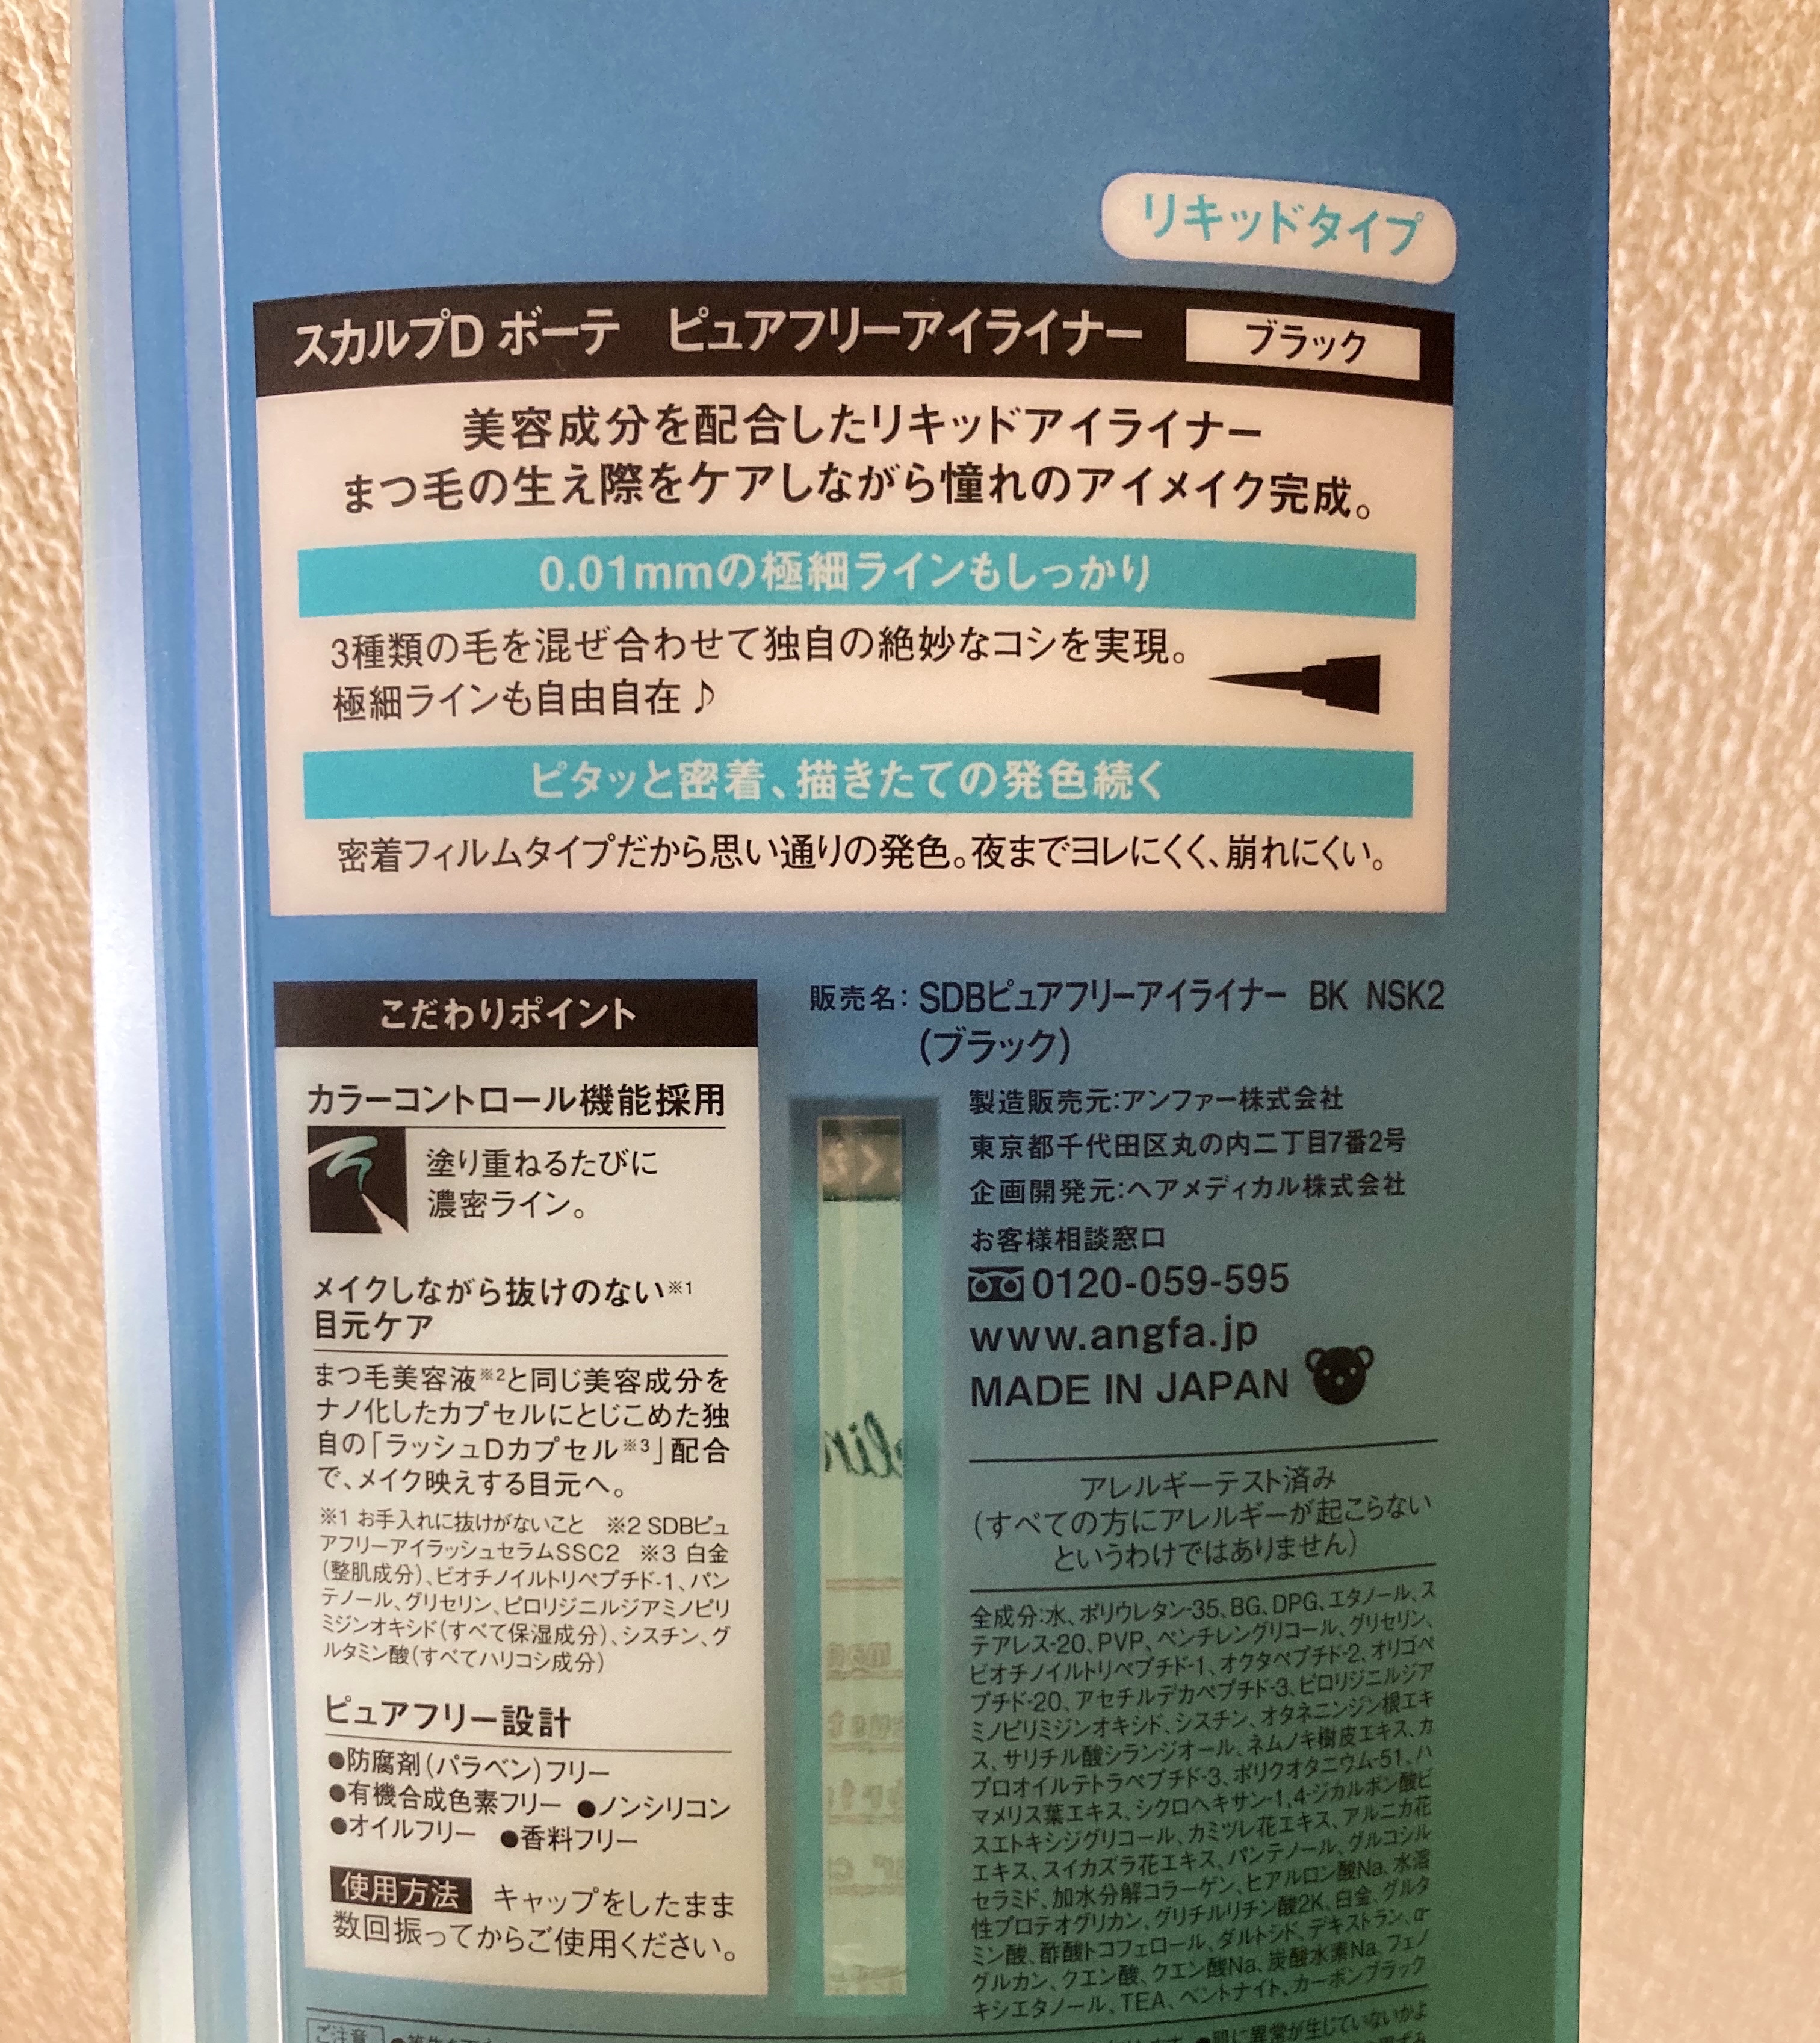 リキッドタイプ
スカルプD ボーテ ピュアフリーアイライナー ブラック
美容成分を配合したリキッドアイライナー
まつ毛の生え際をケアしながら憧れのアイメイク完成。
0.01mmの極細ラインもしっかり
3種類の毛を混ぜ合わせて独自の絶妙なコシを実現。
極細ラインも自由自在♪
ピタッと密着、描きたての発色続く
密着フィルムタイプだから思い通りの発色。夜までヨレにくく、崩れにくい。
こだわりポイント
カラーコントロール機能採用
塗り重ねるたびに
濃密ライン。
メイクしながら抜けのない※1
目元ケア
まつ毛美容液※2と同じ美容成分を
ナノ化したカプセルにとじこめた独
自の「ラッシュDカプセル※3」配合
で、メイク映えする目元へ。
※1 お手入れに抜けがないこと ※2 SDBピュ
アフリーアイラッシュセラムSSC2 ※3 白金
(整肌成分)、ビオチノイルトリペプチド-1、パン
テノール、グリセリン、ピロリジニルジアミノピリ
ミジンオキシド(すべて保湿成分)、シスチン、グ
ルタミン酸(すべてハリコシ成分)
ピュアフリー設計
●防腐剤(パラベン)フリー
●有機合成色素フリー ●ノンシリコン
●オイルフリー ●香料フリー
使用方法 キャップをしたまま
数回振ってからご使用ください。
販売名: SDBピュアフリーアイライナー BK NSK2
(ブラック)
製造販売元:アンファー株式会社
東京都千代田区丸の内二丁目7番2号
企画開発元:ヘアメディカル株式会社
お客様相談窓口
0120-059-595
www.angfa.jp
MADE IN JAPAN
アレルギーテスト済み
(すべての方にアレルギーが起こらない
というわけではありません)
全成分:水、ポリウレタン-35、BG、DPG、エタノール、ス
テアレス-20、PVP、ペンチレングリコール、グリセリン、
ビオチノイルトリペプチド-1、オクタペプチド-2、オリゴペ
プチド-20、アセチルデカペプチド-3、ピロリジニルジア
ミノピリミジンオキシド、シスチン、オタネニンジン根エキ
ス、サリチル酸シランジオール、ネムノキ樹皮エキス、カ
プロオイルテトラペプチド-3、ポリクオタニウム-51、ハ
マメリス葉エキス、シクロヘキサン-1,4-ジカルボン酸ビ
スエトキシジグリコール、カミツレ花エキス、アルニカ花
エキス、スイカズラ花エキス、パンテノール、グルコシル
セラミド、加水分解コラーゲン、ヒアルロン酸Na、水溶
性プロテオグリカン、グリチルリチン酸2K、白金、グルタ
ミン酸、酢酸トコフェロール、ダルトシド、デキストラン、α-
グルカン、クエン酸、クエン酸Na、炭酸水素Na、フェノ
キシエタノール、TEA、ベントナイト、カーボンブラック
ご注意
●肌に異常が生じていないかよ